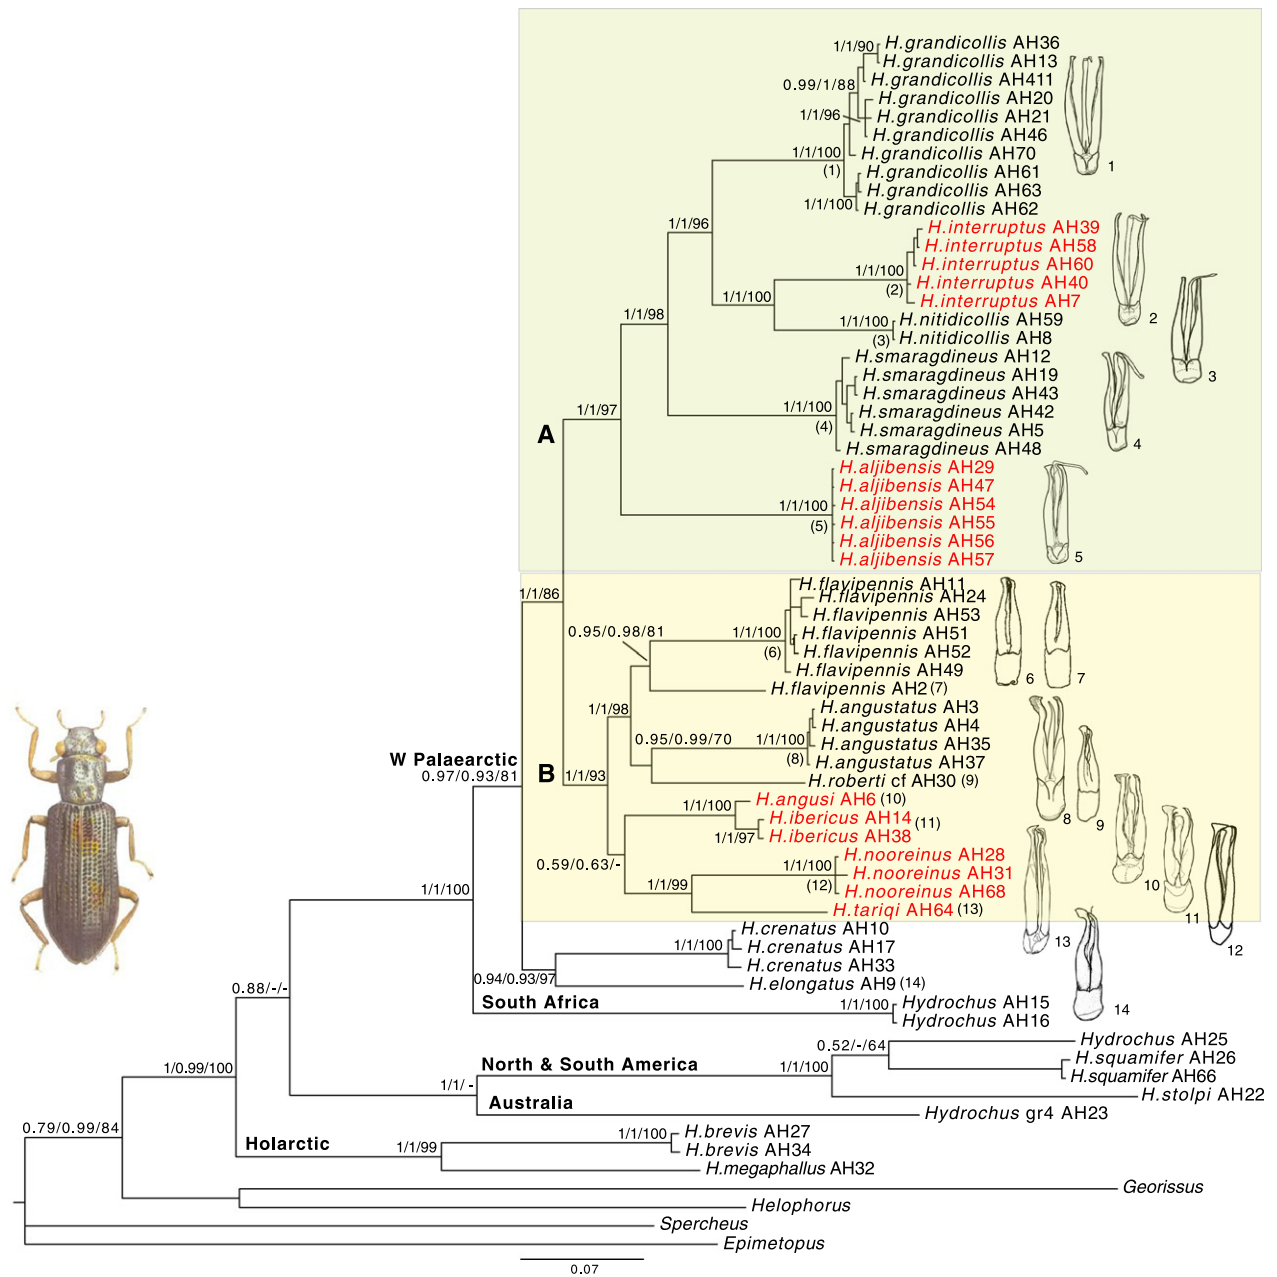 1/1/90
H.grandicollis AH36
H.grandicollis AH13
H.grandicollis AH411
0.99/1/88
H.grandicollis AH20
1/1/96
H.grandicollis AH21
H.grandicollis AH46
1/1/100
H.grandicollis AH70
(1)
H.grandicollis AH61
1
H.grandicollis AH63
1/1/100
H.grandicollis AH62
1/1/96
H.interruptus AH39
H.interruptus AH58
H.interruptus AH60
1/1/100
H.interruptus AH40
(2)
1/1/100
H.interruptus AH7
2
1/1/98
1/1/100
H.nitidicollis AH59
(3)
H.nitidicollis AH8
H.smaragdineus AH12
H.smaragdineus AH19
3
H.smaragdineus AH43
1/1/97
1/1/100
H.smaragdineus AH42
(4)
H.smaragdineus AH5
A
H.smaragdineus AH48
4
H.aljibensis AH29
H.aljibensis AH47
1/1/100
H.aljibensis AH54
(5)
H.aljibensis AH55
H.aljibensis AH56
H.aljibensis AH57
5
H.flavipennis AH11
1/1/86
H.flavipennis AH24
H.flavipennis AH53
0.95/0.98/81
1/1/100
H.flavipennis AH51
(6)
H.flavipennis AH52
H.flavipennis AH49
6
7
H.flavipennis AH2 (7)
1/1/98
H.angustatus AH3
H.angustatus AH4
0.95/0.99/70
1/1/100
H.angustatus AH35
(8)
H.angustatus AH37
W Palaearctic
0.97/0.93/81
B
1/1/93
H.roberti cf AH30 (9)
1/1/100
H.angusi AH6 (10)
8
9
H.ibericus AH14 (11)
1/1/97
H.ibericus AH38
0.59/0.63/-
H.nooreinus AH28
1/1/100
H.nooreinus AH31
10
1/1/99
(12)
H.nooreinus AH68
1/1/100
H.tariqi AH64 (13)
11
H.crenatus AH10
1/1/100
H.crenatus AH17
13
12
H.crenatus AH33
0.94/0.93/97
H.elongatus AH9 (14)
0.88/-/-
South Africa
1/1/100
Hydrochus AH15
14
Hydrochus AH16
0.52/-/64
Hydrochus AH25
North & South America
1/1/100
H.squamifer AH26
1/0.99/100
H.squamifer AH66
1/1/ -
H.stolpi AH22
Australia
Hydrochus gr4 AH23
0.79/0.99/84
1/1/100
H.brevis AH27
Holarctic
1/1/99
H.brevis AH34
H.megaphallus AH32
Georissus
Helophorus
Spercheus
Epimetopus
0.07